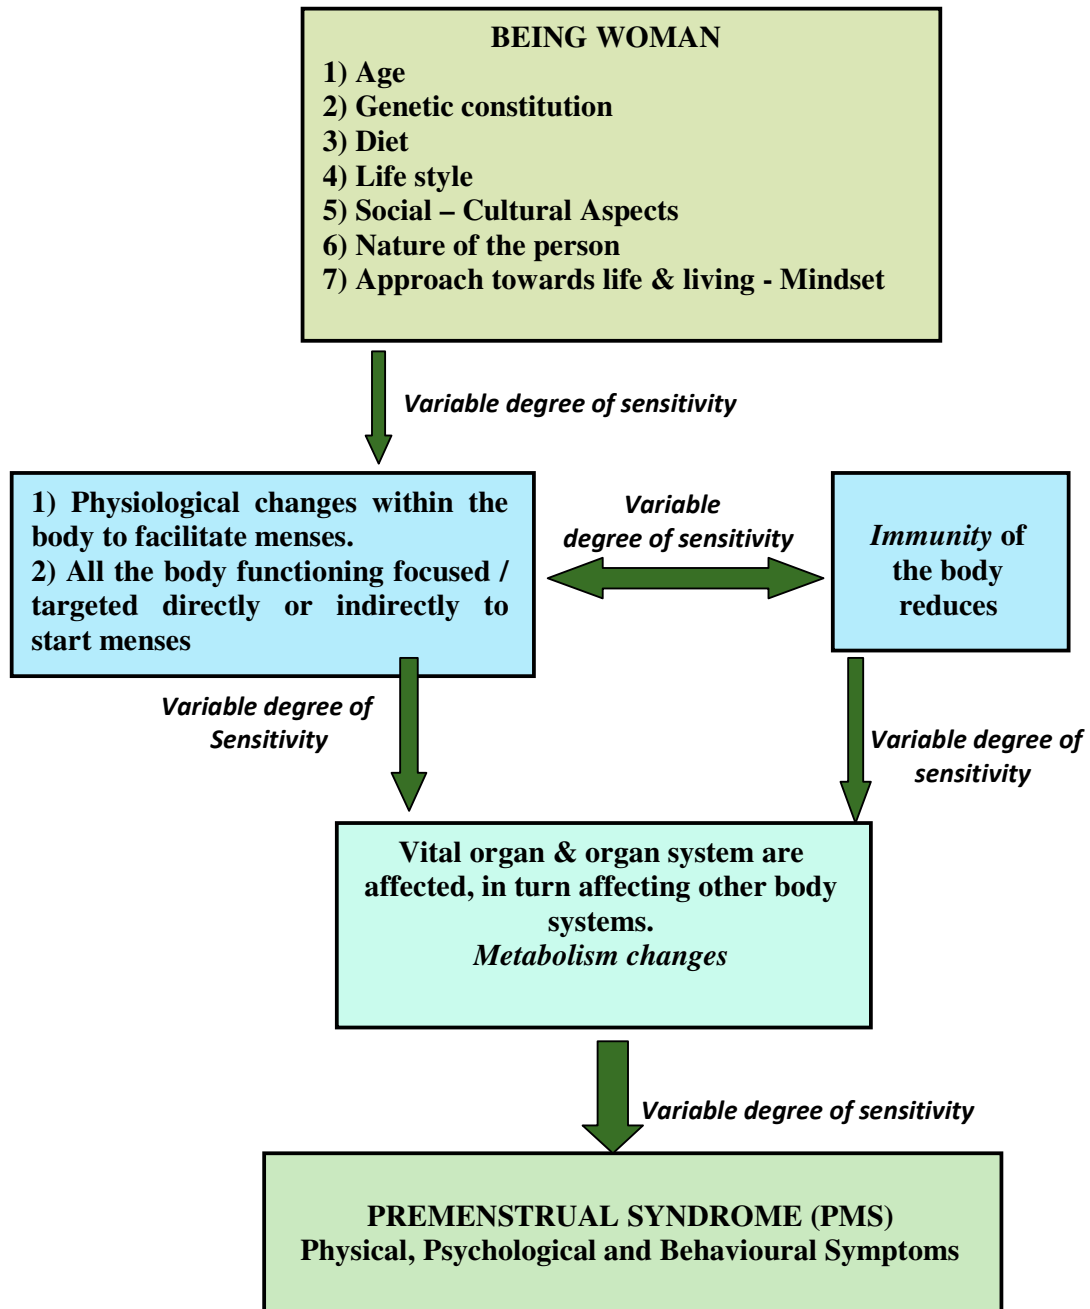 BEING WOMAN
1) Age
2) Genetic constitution
3) Diet
4) Life style
5) Social – Cultural Aspects
6) Nature of the person
7) Approach towards life & living - Mindset
Variable degree of sensitivity
1) Physiological changes within the
body to facilitate menses.
2) All the body functioning focused /
targeted directly or indirectly to
start menses
Variable
degree of sensitivity
Immunity of
the body
reduces
Variable degree of
Sensitivity
Variable degree of
sensitivity
Vital organ & organ system are
affected, in turn affecting other body
systems.
Metabolism changes
Variable degree of sensitivity
PREMENSTRUAL SYNDROME (PMS)
Physical, Psychological and Behavioural Symptoms